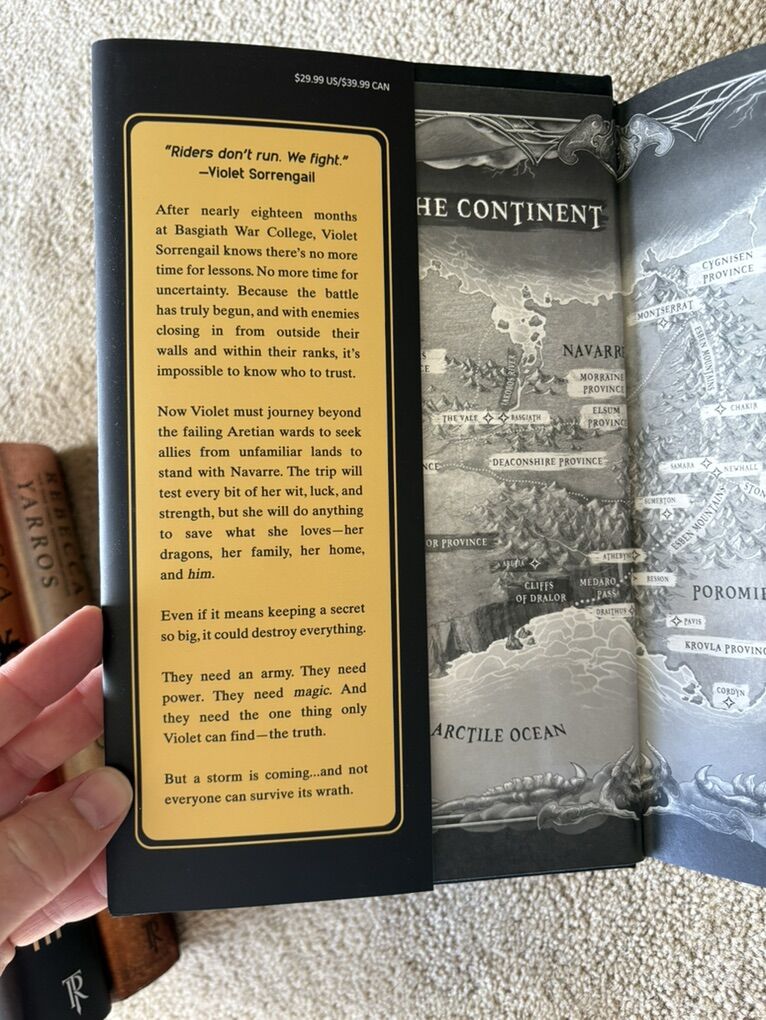 $29.99 US/$39.99 CAN
"Riders don't run. We fight."
—Violet Sorrengail
After nearly eighteen months
at Basgiath War College, Violet
Sorrengail knows there's no more
time for lessons. No more time for
uncertainty. Because the battle
has truly begun, and with enemies
closing in from outside their
walls and within their ranks, it's
impossible to know who to trust.
Now Violet must journey beyond
the failing Aretian wards to seek
allies from unfamiliar lands to
stand with Navarre. The trip will
test every bit of her wit, luck, and
strength, but she will do anything
to save what she loves—her
dragons, her family, her home,
and him.
Even if it means keeping a secret
so big, it could destroy everything.
They need an army. They need
power. They need magic. And
they need the one thing only
Violet can find—the truth.
But a storm is coming...and not
everyone can survive its wrath.
HE CONTINENT
CYGNISEN
PROVINCE
MONTSERRAT
ESBEN MOUNTAINS
NAVARRE
MORRAINE
PROVINCE
ELSUM
PROVINCE
THE VALE
BASGIATH
CHAKIR
DEACONSHIRE PROVINCE
NCE
SAMARA
NEWHALL
STON
SUMERTON
ESBEN MOUNTAINS
OR PROVINCE
ARETIA
ATHEBYNE
CLIFFS
OF DRALOR
MEDARO
PASS
RESSON
DRAITHUS
POROMIE
PAVIS
KROVLA PROVINC
CORDYN
ARCTILE OCEAN
REBECCA
YARROS
CCA
R